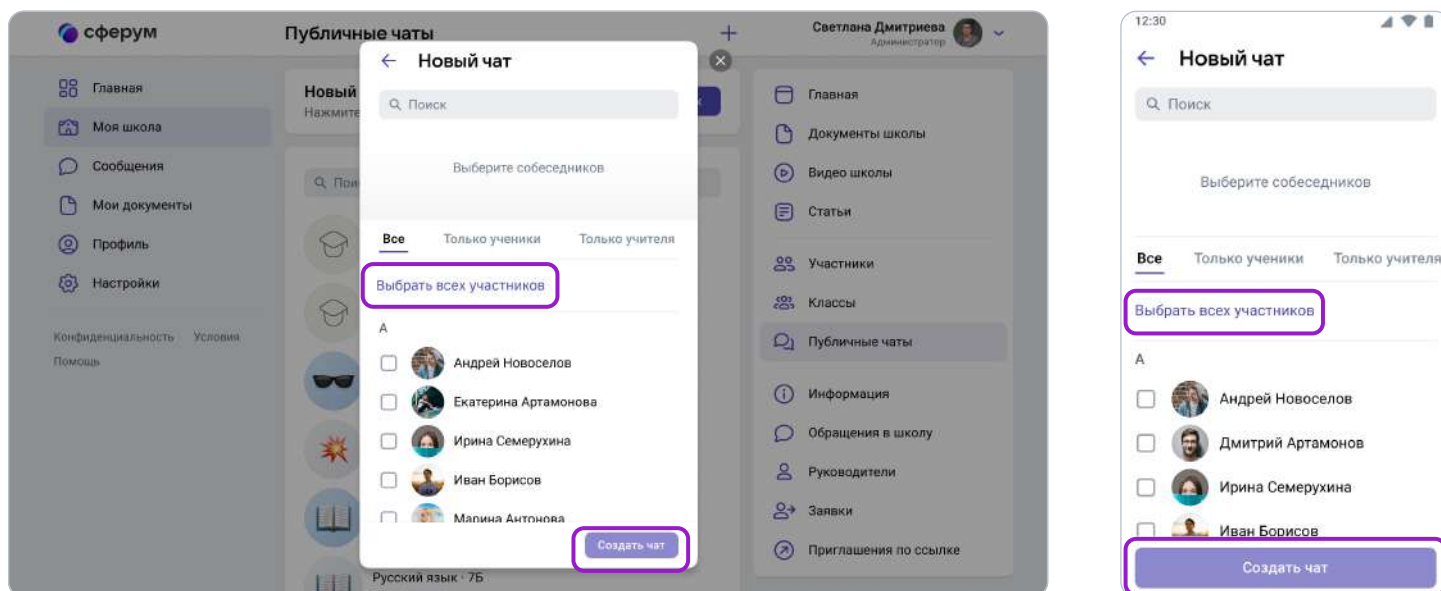 сферум
Главная
Моя школа
Сообщения
Мои документы
Профиль
Настройки
Конфиденциальность Условия
Помощь
Публичные чаты
Новый
Нажмите
Русский язык · 7Б
Новый чат
Поиск
Выберите собеседников
Все Только ученики Только учителя
Выбрать всех участников
А
Андрей Новоселов
Екатерина Артамонова
Ирина Семерухина
Иван Борисов
Марина Антонова
Создать чат
Светлана Дмитриева
Администратор
Главная
Документы школы
Видео школы
Статьи
Участники
Классы
Публичные чаты
Информация
Обращения в школу
Руководители
Заявки
Приглашения по ссылке
12:30
Новый чат
Поиск
Выберите собеседников
Все Только ученики Только учителя
Выбрать всех участников
А
Андрей Новоселов
Дмитрий Артамонов
Ирина Семерухина
Иван Борисов
Создать чат